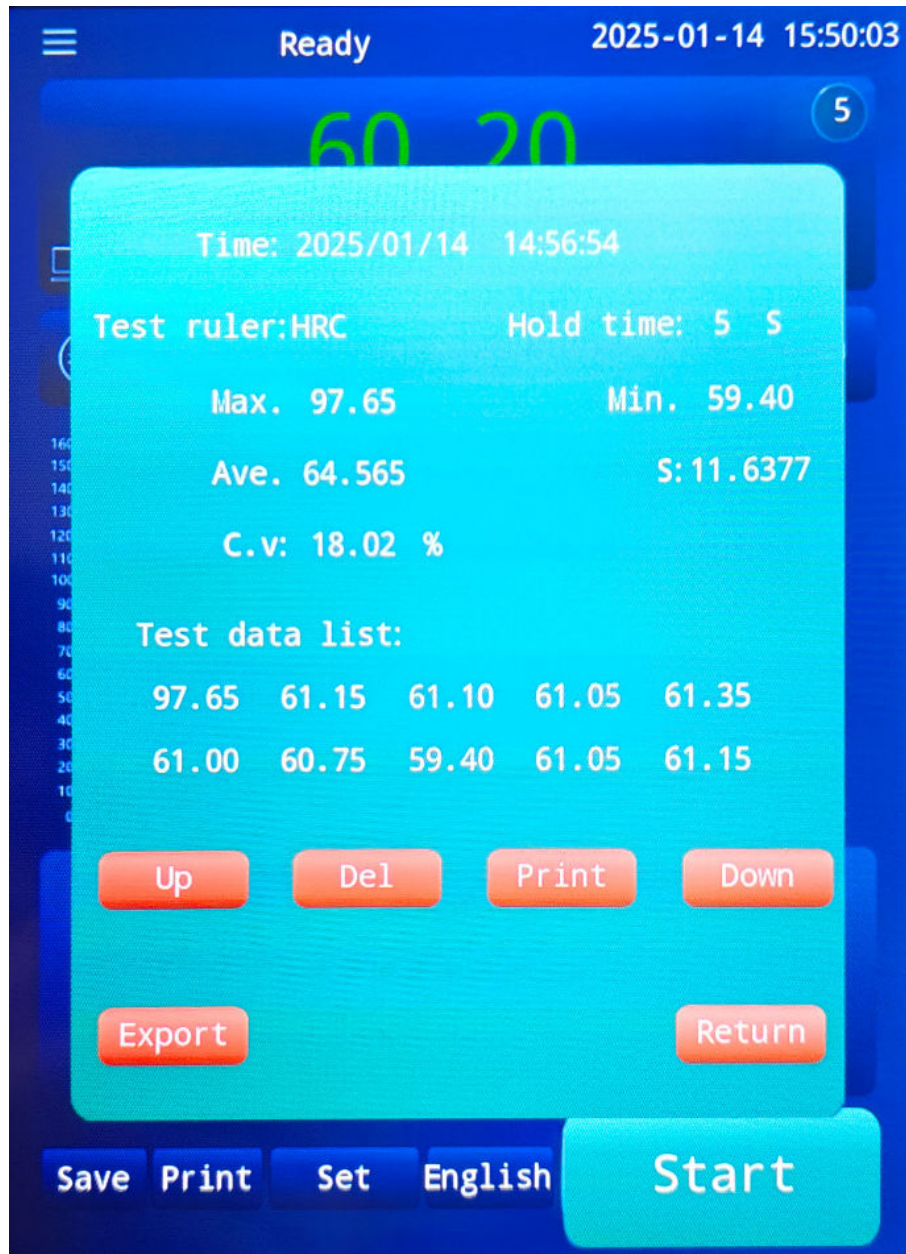 Ready 2025-01-14 15:50:03
60 20
5
Time: 2025/01/14 14:56:54
Test ruler:HRC Hold time: 5 S
Max. 97.65 Min. 59.40
Ave. 64.565 S:11.6377
C.v: 18.02 %
Test data list:
97.65 61.15 61.10 61.05 61.35
61.00 60.75 59.40 61.05 61.15
Up Del Print Down
Export Return
Save Print Set English Start